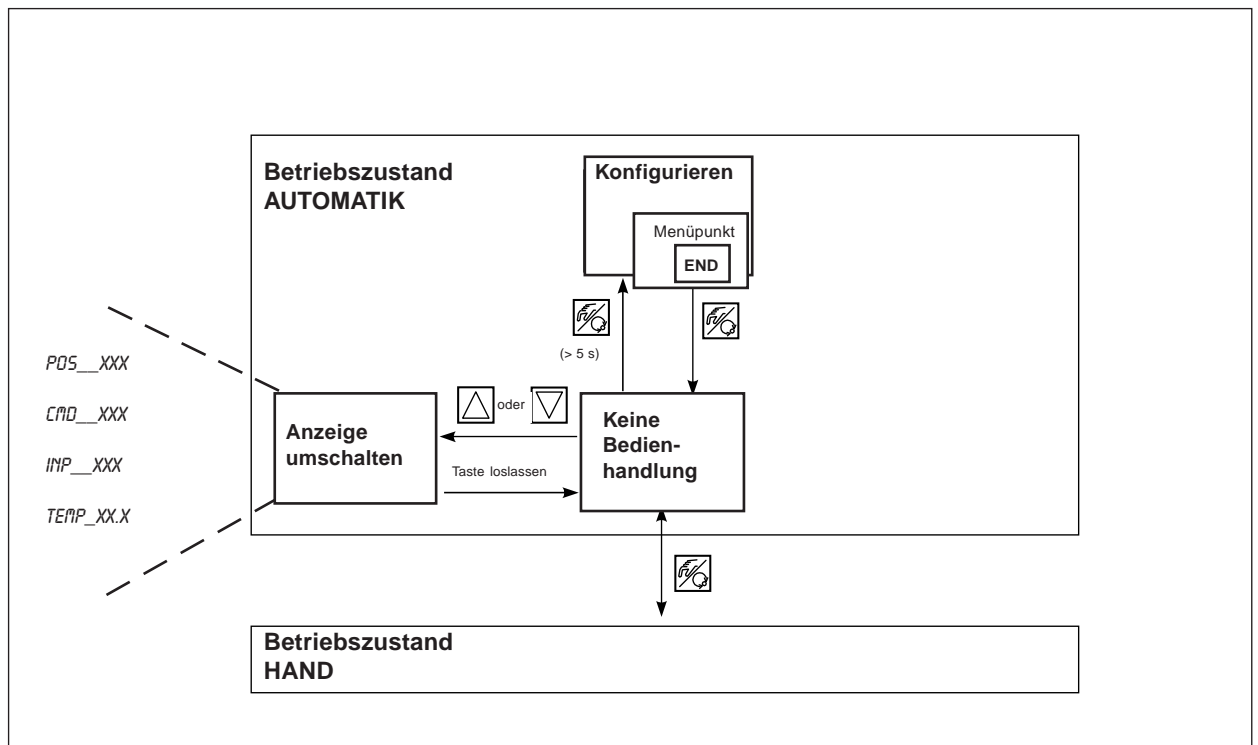 Betriebszustand
AUTOMATIK
Konfigurieren
Menüpunkt
END
(> 5 s)
POS__XXX
CMD__XXX
INP__XXX
TEMP_XX.X
Anzeige
umschalten
oder
Taste loslassen
Keine
Bedien-
handlung
Betriebszustand
HAND